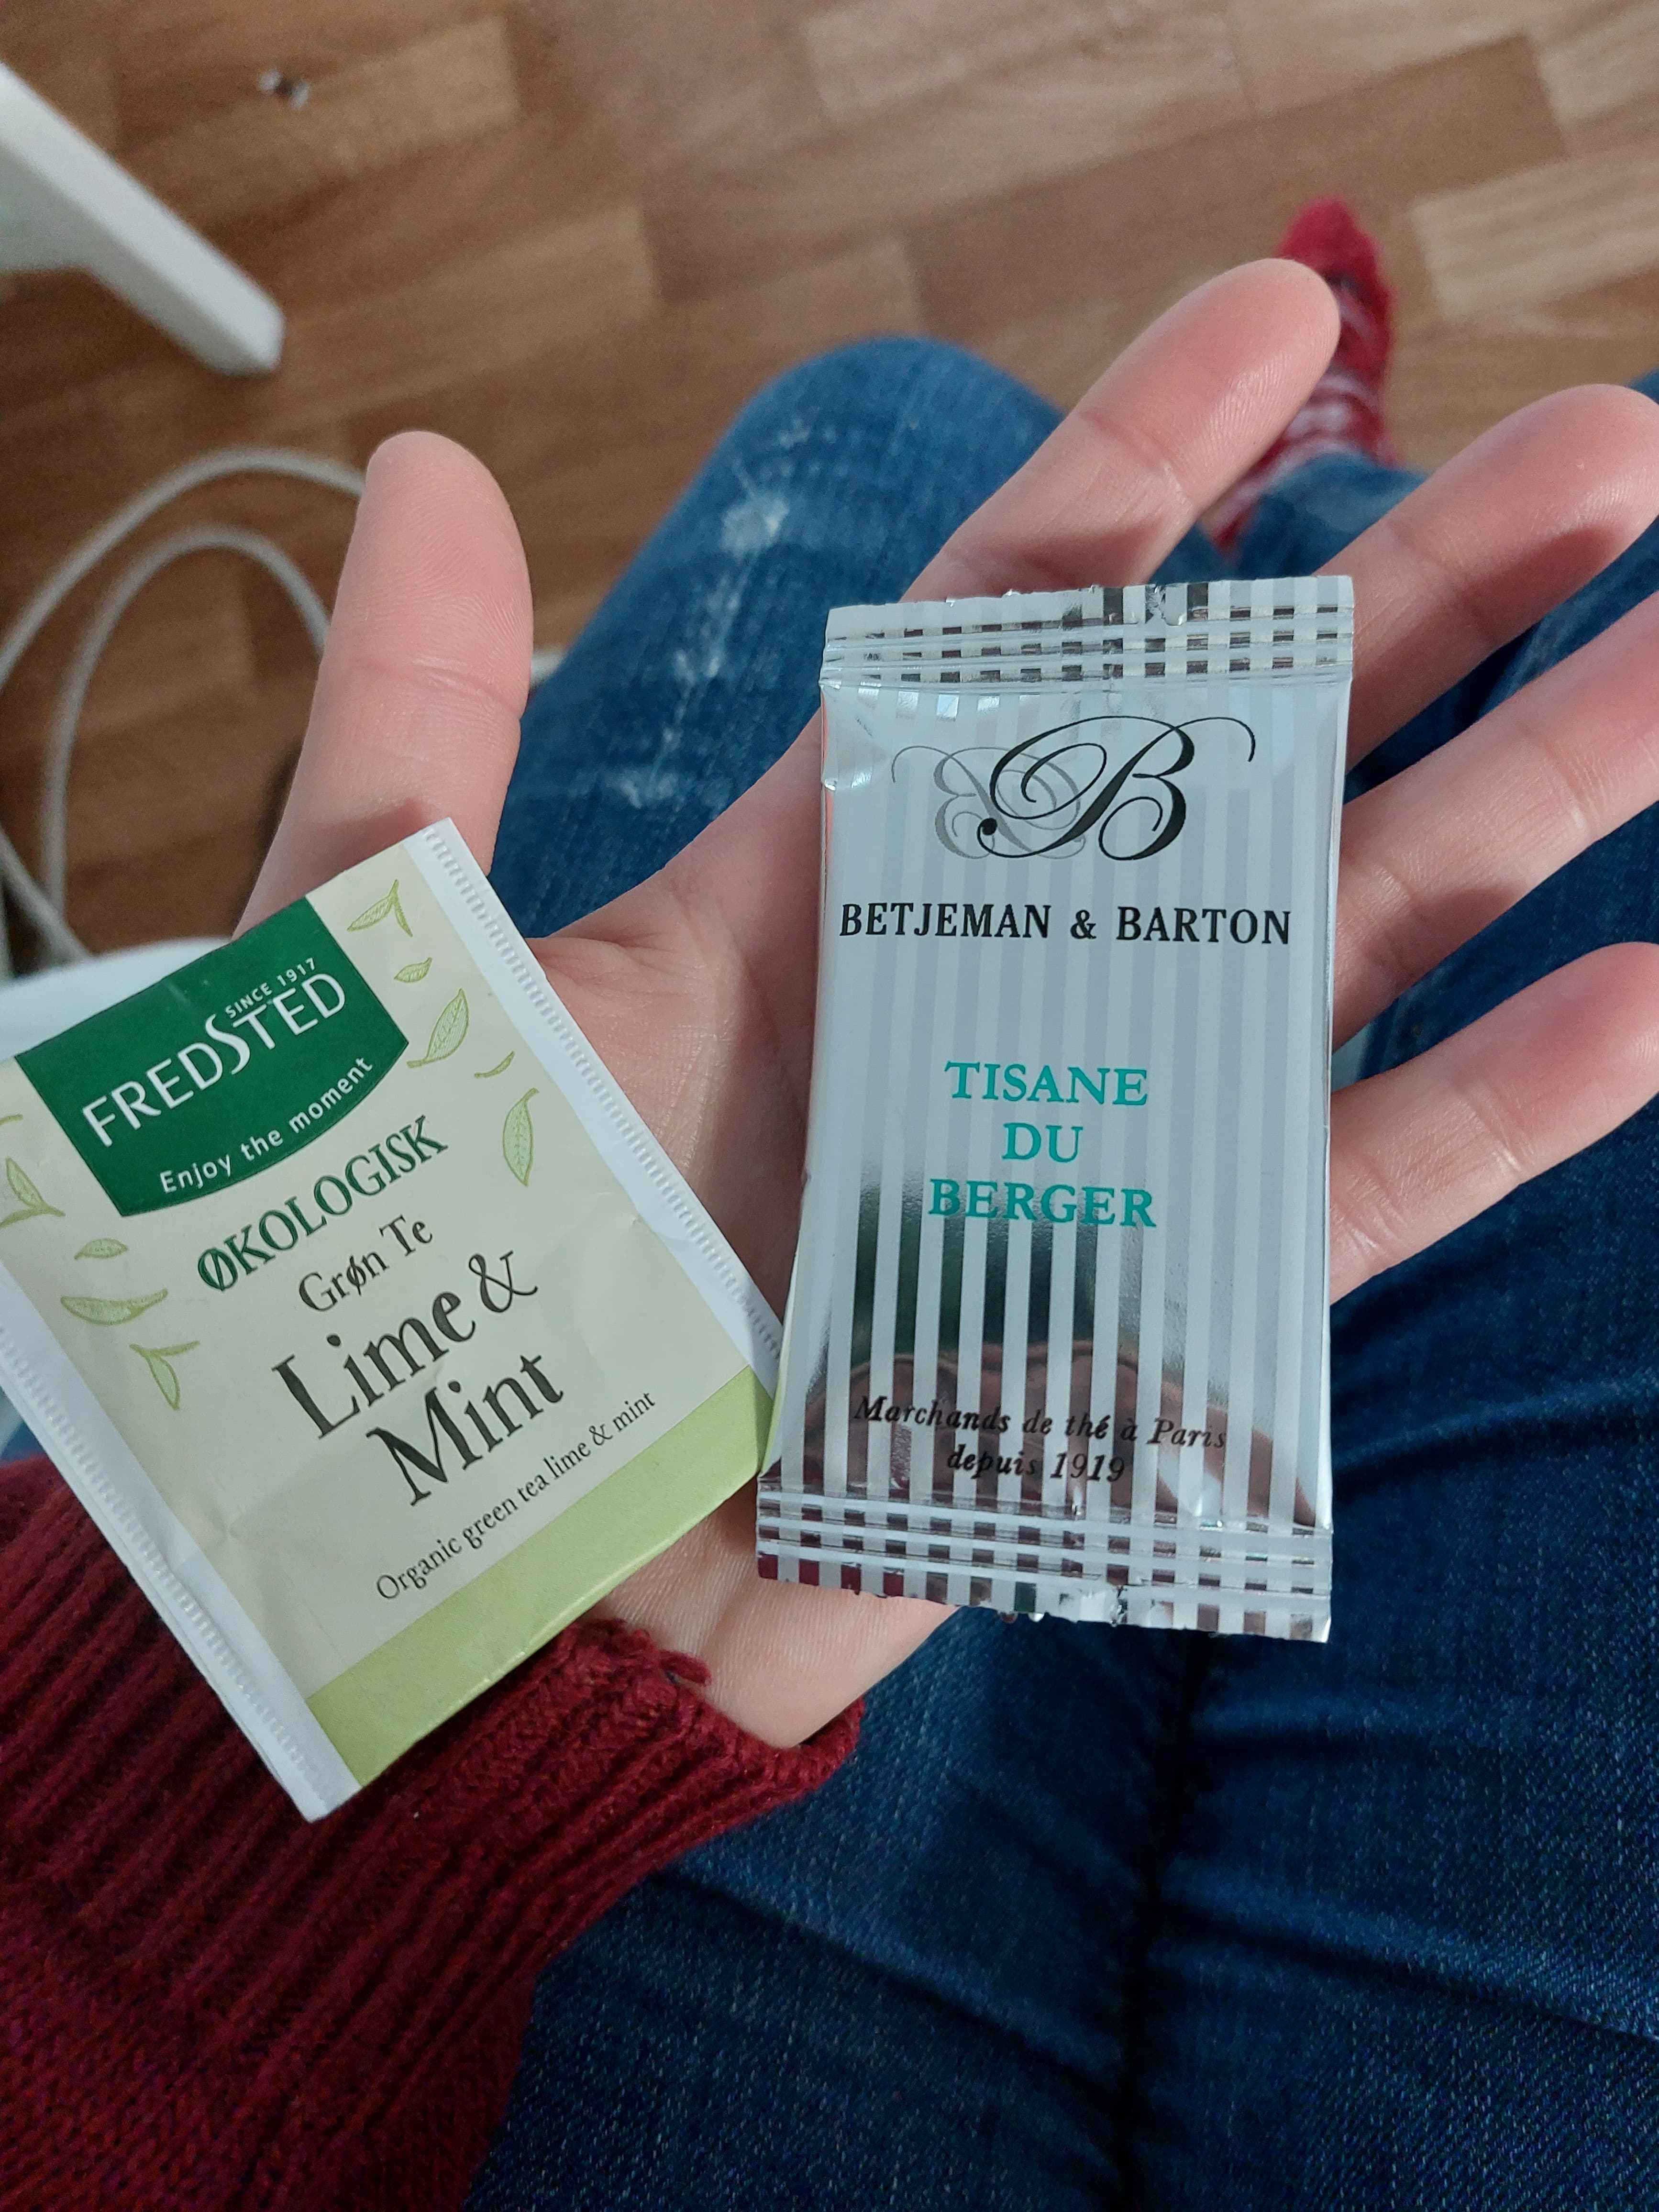 SINCE 1917
FREDSTED
Enjoy the moment
ØKOLOGISK
Grøn Te
Lime &
Mint
Organic green tea lime & mint
B
BETJEMAN & BARTON
TISANE
DU
BERGER
Marchands de thé à Paris
depuis 1919